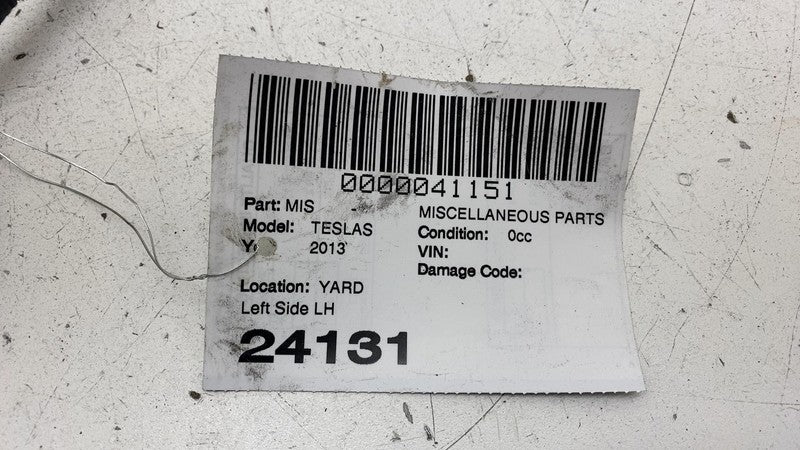 0000041151
Part: MIS MISCELLANEOUS PARTS
Model: TESLAS Condition: 0cc
2013 VIN:
Damage Code:
Location: YARD
Left Side LH
24131